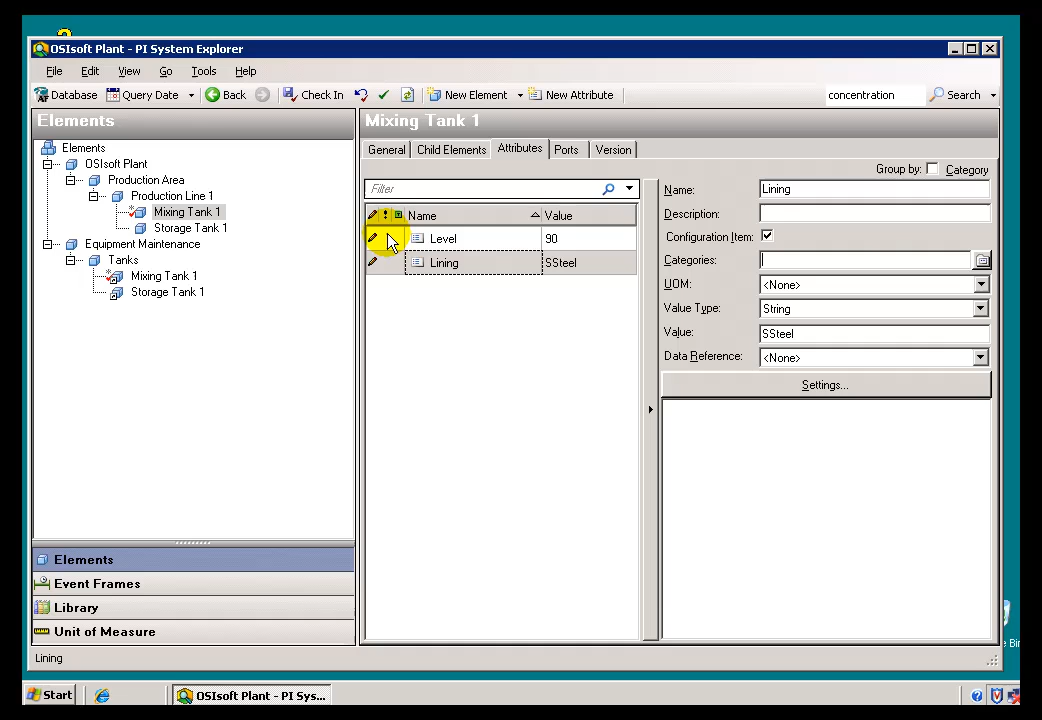 OSIsoft Plant - PI System Explorer
File Edit View Go Tools Help
Database Query Date Back Check In New Element New Attribute concentration Search
Elements
Elements
OSIsoft Plant
Production Area
Production Line 1
Mixing Tank 1
Storage Tank 1
Equipment Maintenance
Tanks
Mixing Tank 1
Storage Tank 1
Elements
Event Frames
Library
Unit of Measure
Mixing Tank 1
General Child Elements Attributes Ports Version
Group by: Category
Filter
Name Value
Level 90
Lining SSteel
Name: Lining
Description:
Configuration Item:
Categories:
UOM: <None>
Value Type: String
Value: SSteel
Data Reference: <None>
Settings...
Lining
Start OSIsoft Plant - PI Sys...